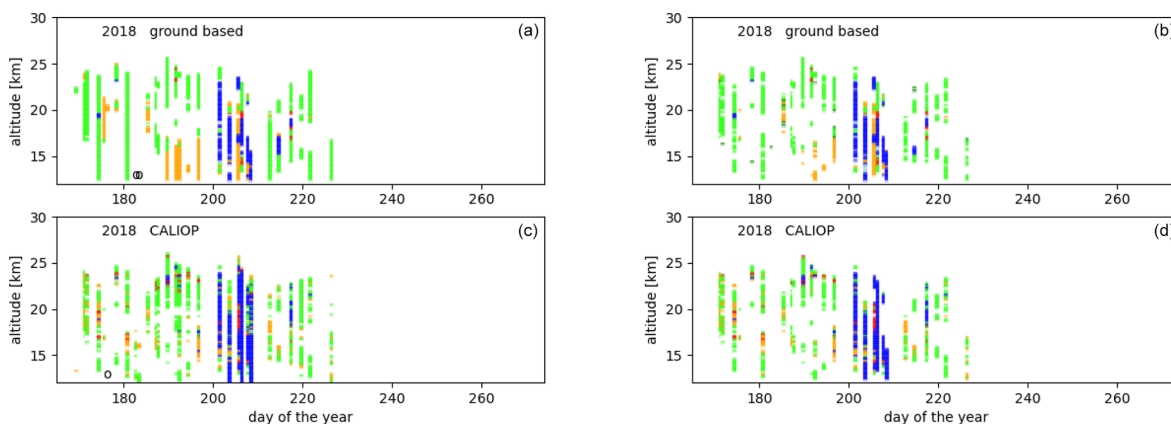 2018 ground based (a)
altitude [km]
30
25
20
15
180 200 220 240 260
2018 ground based (b)
altitude [km]
30
25
20
15
180 200 220 240 260
2018 CALIOP (c)
altitude [km]
30
25
20
15
180 200 220 240 260
day of the year
2018 CALIOP (d)
altitude [km]
30
25
20
15
180 200 220 240 260
day of the year